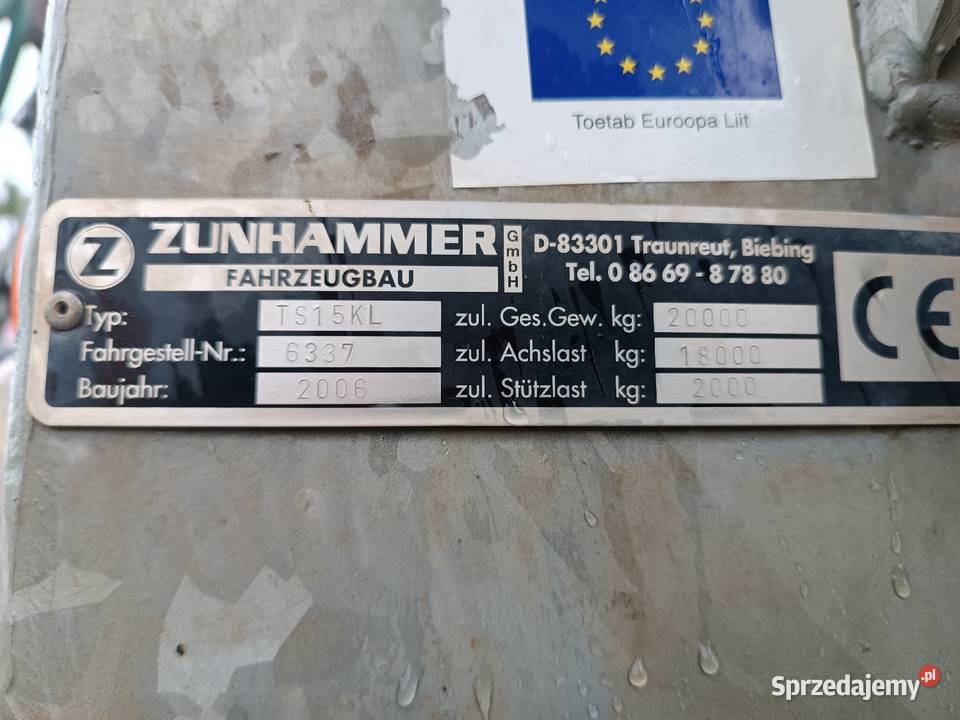 Toetab Euroopa Liit
Z ZUNHAMMER GmbH
FAHRZEUGBAU
D-83301 Traunreut, Biebing
Tel. 0 86 69 - 8 78 80
Typ: TS15KL
Fahrgestell-Nr.: 6337
Baujahr: 2006
zul. Ges.Gew. kg: 20000
zul. Achslast kg: 18000
zul. Stützlast kg: 2000
CE
Sprzedajemy.pl